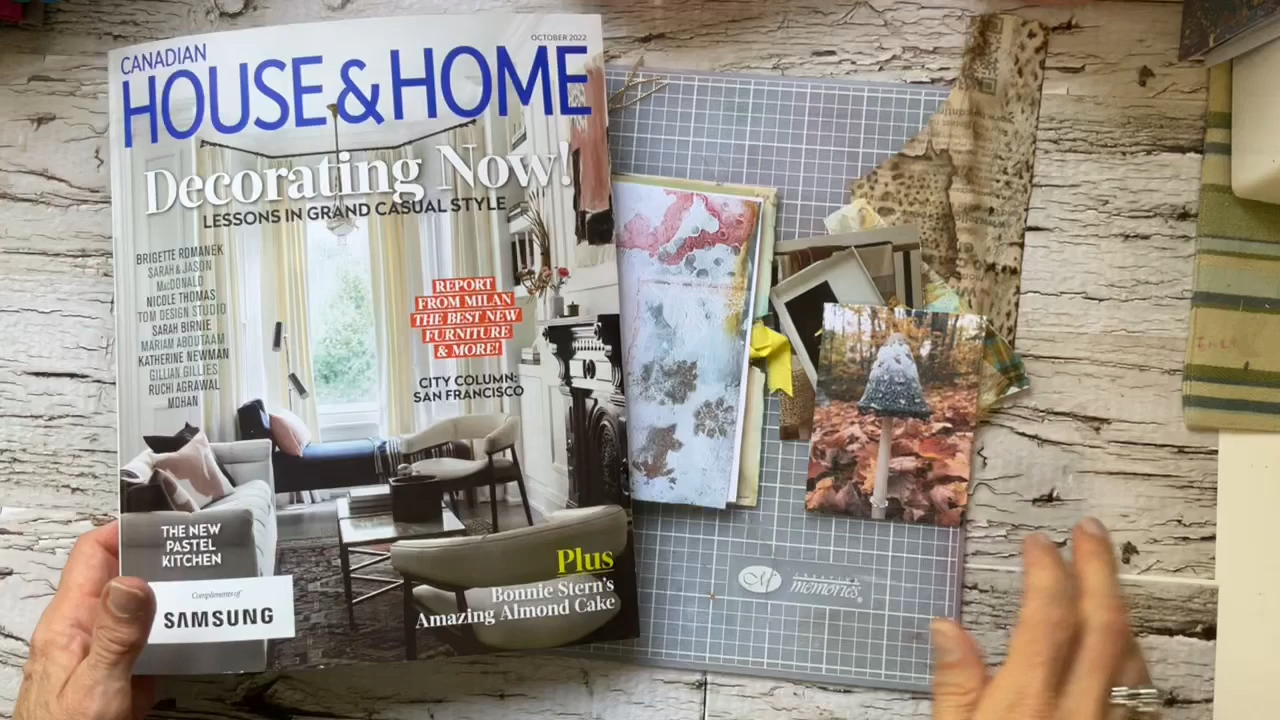 CANADIAN
OCTOBER 2022
HOUSE & HOME
Decorating Now!
LESSONS IN GRAND CASUAL STYLE
BRIGETTE ROMANEK
SARAH & JASON
MacDONALD
NICOLE THOMAS
TOM DESIGN STUDIO
SARAH BIRNIE
MARIAM ABOUTAAM
KATHERINE NEWMAN
GILLIAN GILLIES
RUCHI AGRAWAL
MOHAN
REPORT
FROM MILAN
THE BEST NEW
FURNITURE
& MORE!
CITY COLUMN:
SAN FRANCISCO
THE NEW
PASTEL
KITCHEN
Compliments of
SAMSUNG
Plus
Bonnie Stern's
Amazing Almond Cake
CREATIVE
memories